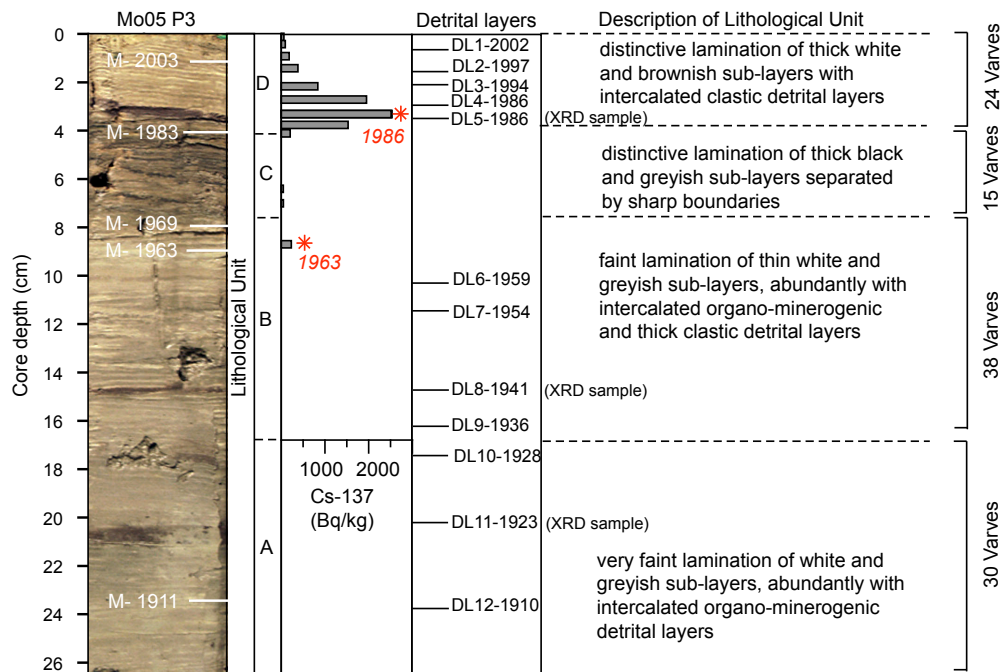 Mo05 P3
Detrital layers
Description of Lithological Unit
Core depth (cm)
0
2
4
6
8
10
12
14
16
18
20
22
24
26
M- 2003
M- 1983
M- 1969
M- 1963
M- 1911
Lithological Unit
D
C
B
A
1986
1963
1000 2000
Cs-137
(Bq/kg)
DL1-2002
DL2-1997
DL3-1994
DL4-1986
DL5-1986 (XRD sample)
DL6-1959
DL7-1954
DL8-1941 (XRD sample)
DL9-1936
DL10-1928
DL11-1923 (XRD sample)
DL12-1910
distinctive lamination of thick white
and brownish sub-layers with
intercalated clastic detrital layers
24 Varves
distinctive lamination of thick black
and greyish sub-layers separated
by sharp boundaries
15 Varves
faint lamination of thin white and
greyish sub-layers, abundantly with
intercalated organo-minerogenic
and thick clastic detrital layers
38 Varves
very faint lamination of white and
greyish sub-layers, abundantly with
intercalated organo-minerogenic
detrital layers
30 Varves